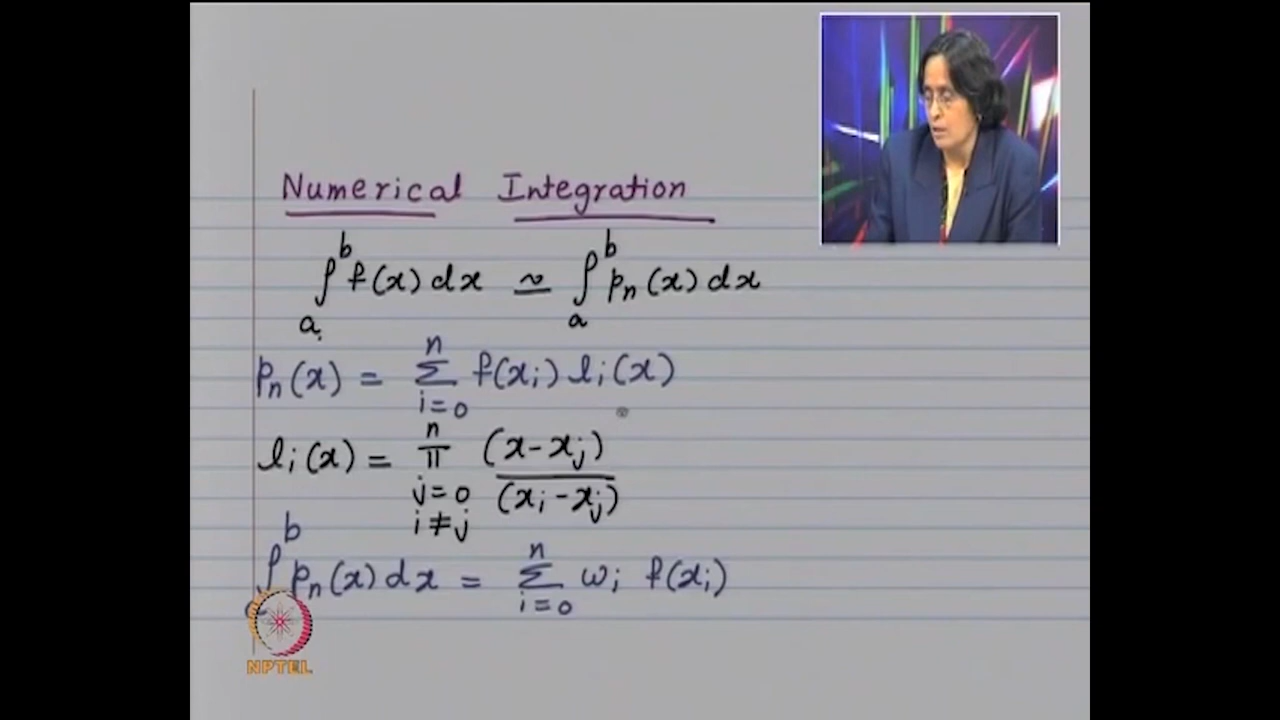 Numerical Integration
∫_a^b f(x) dx ≃ ∫_a^b p_n(x) dx
p_n(x) = Σ_{i=0}^{n} f(x_i) l_i(x)
l_i(x) = π_{j=0, i≠j}^{n} (x-x_j)/(x_i-x_j)
∫_a^b p_n(x) dx = Σ_{i=0}^{n} w_i f(x_i)
NPTEL